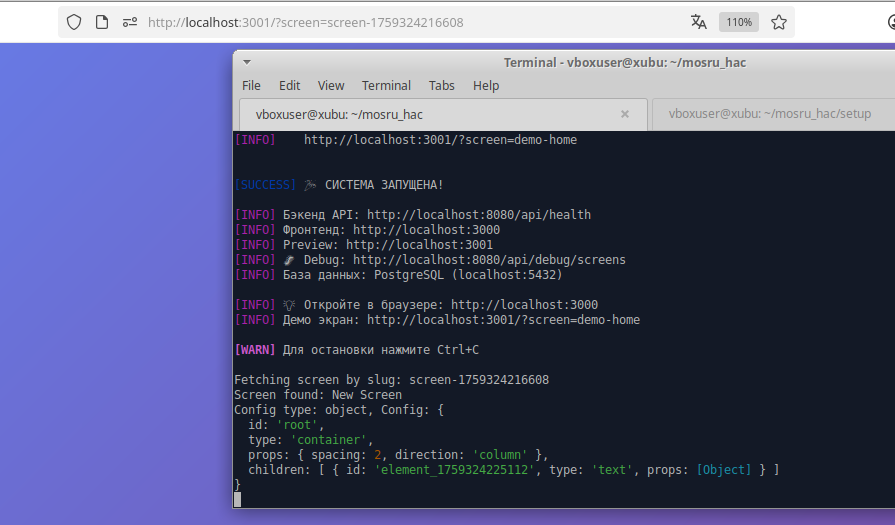 http://localhost:3001/?screen=screen-1759324216608
110%
Terminal - vboxuser@xubu: ~/mosru_hac
File Edit View Terminal Tabs Help
vboxuser@xubu: ~/mosru_hac
vboxuser@xubu: ~/mosru_hac/setup
[INFO]    http://localhost:3001/?screen=demo-home
[SUCCESS] СИСТЕМА ЗАПУЩЕНА!
[INFO] Бэкенд API: http://localhost:8080/api/health
[INFO] Фронтенд: http://localhost:3000
[INFO] Preview: http://localhost:3001
[INFO] Debug: http://localhost:8080/api/debug/screens
[INFO] База данных: PostgreSQL (localhost:5432)
[INFO] Откройте в браузере: http://localhost:3000
[INFO] Демо экран: http://localhost:3001/?screen=demo-home
[WARN] Для остановки нажмите Ctrl+C
Fetching screen by slug: screen-1759324216608
Screen found: New Screen
Config type: object, Config: {
  id: 'root',
  type: 'container',
  props: { spacing: 2, direction: 'column' },
  children: [ { id: 'element_1759324225112', type: 'text', props: [Object] } ]
}